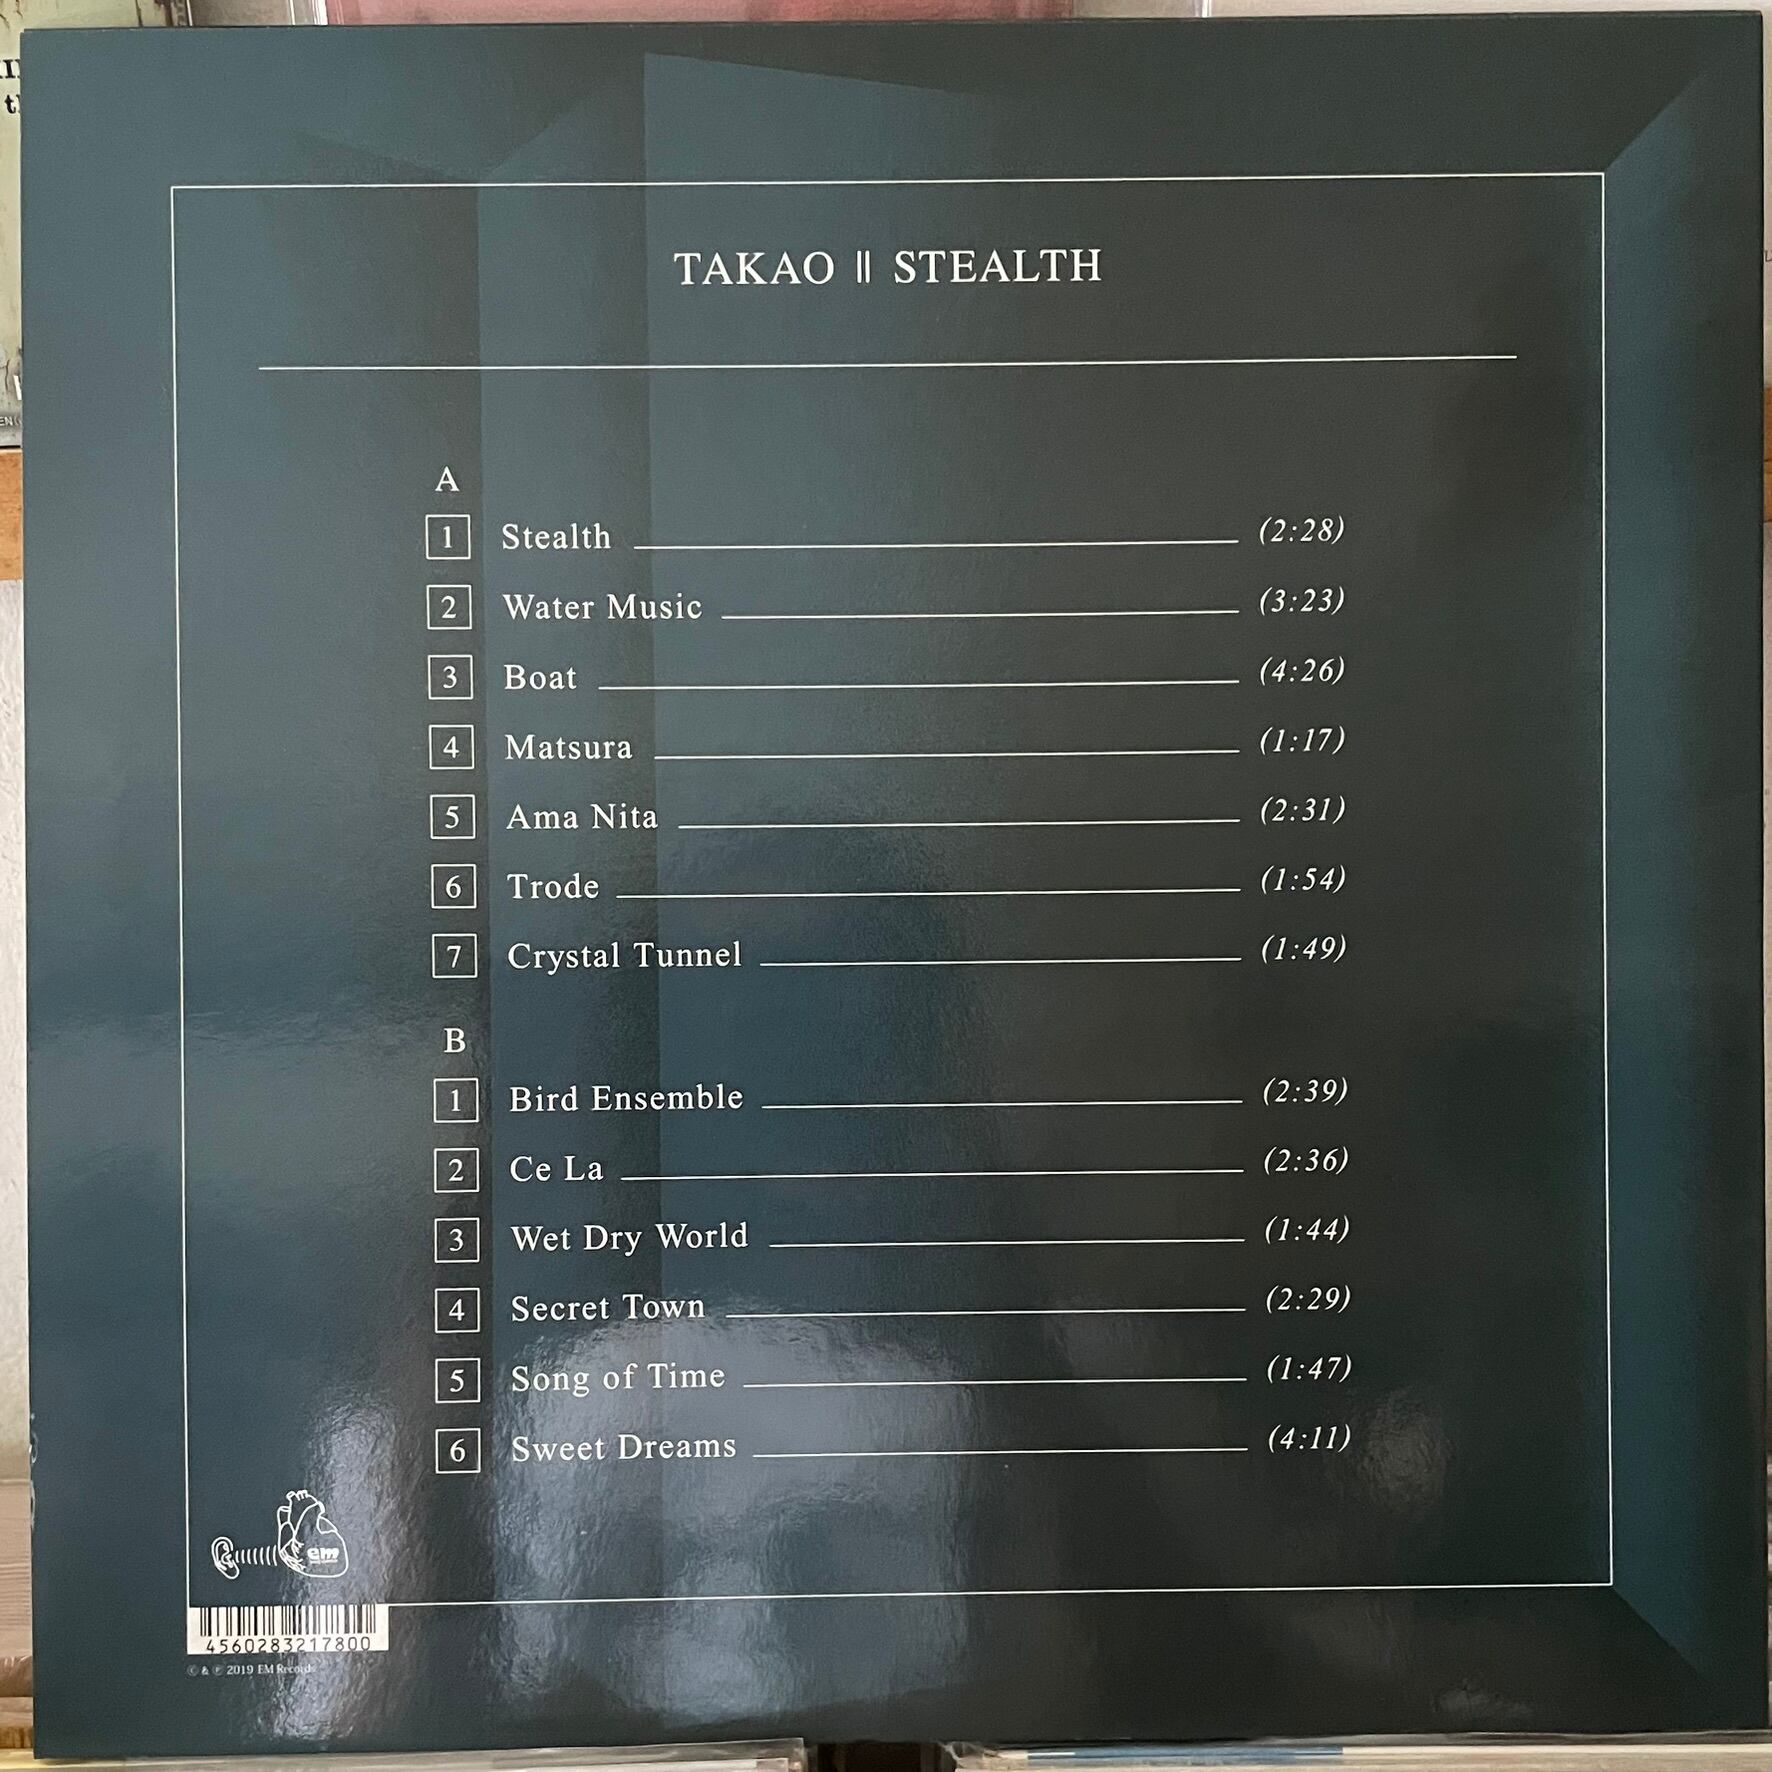 TAKAO || STEALTH
A
1 Stealth (2:28)
2 Water Music (3:23)
3 Boat (4:26)
4 Matsura (1:17)
5 Ama Nita (2:31)
6 Trode (1:54)
7 Crystal Tunnel (1:49)
B
1 Bird Ensemble (2:39)
2 Ce La (2:36)
3 Wet Dry World (1:44)
4 Secret Town (2:29)
5 Song of Time (1:47)
6 Sweet Dreams (4:11)
em
4560283217800
© & ℗ 2019 EM Records